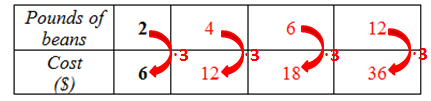 Pounds of beans 2 4 6 12
·3 ·3 ·3 ·3
Cost ($) 6 12 18 36